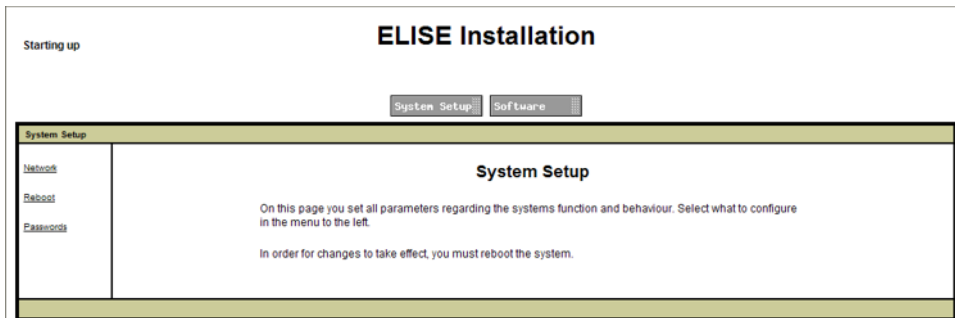 Starting up
ELISE Installation
System Setup
Software
System Setup
Network
Reboot
Passwords
System Setup
On this page you set all parameters regarding the systems function and behaviour. Select what to configure
in the menu to the left.
In order for changes to take effect, you must reboot the system.